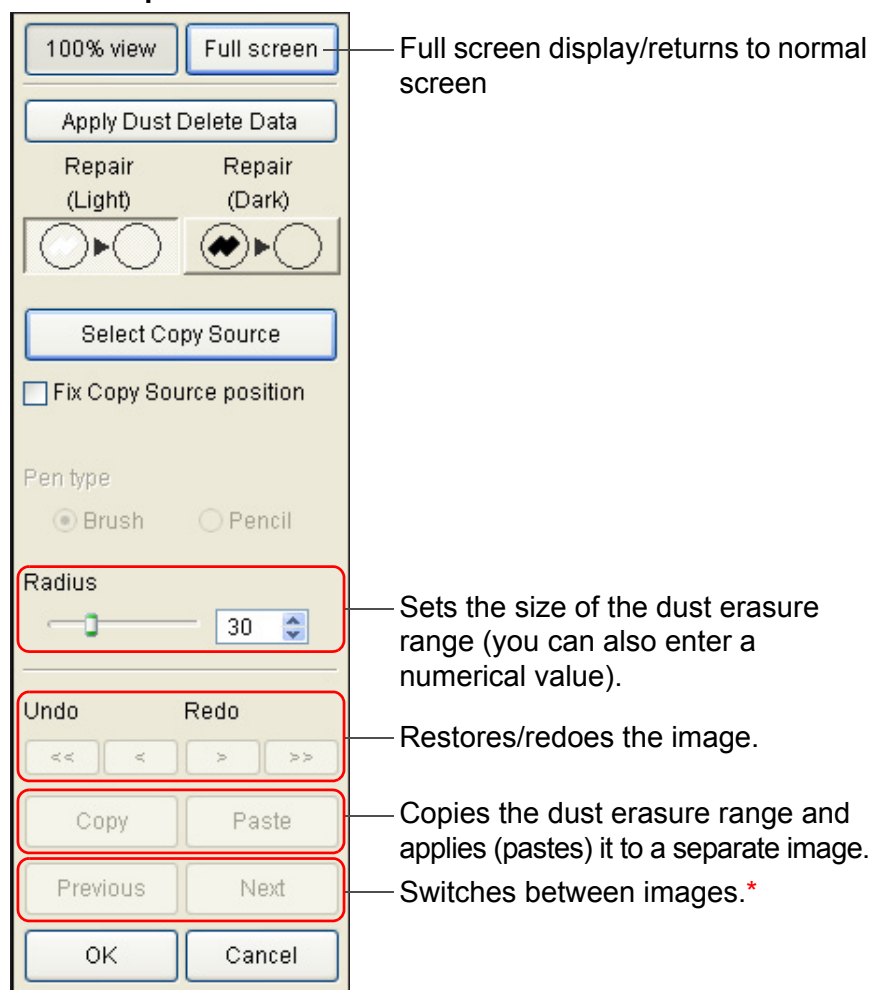 100% view Full screen
Full screen display/returns to normal
screen
Apply Dust Delete Data
Repair Repair
(Light) (Dark)
Select Copy Source
Fix Copy Source position
Pen type
Brush Pencil
Radius
30
Sets the size of the dust erasure
range (you can also enter a
numerical value).
Undo Redo
<< < > >>
Restores/redoes the image.
Copy Paste
Copies the dust erasure range and
applies (pastes) it to a separate image.
Previous Next
Switches between images.*
OK Cancel